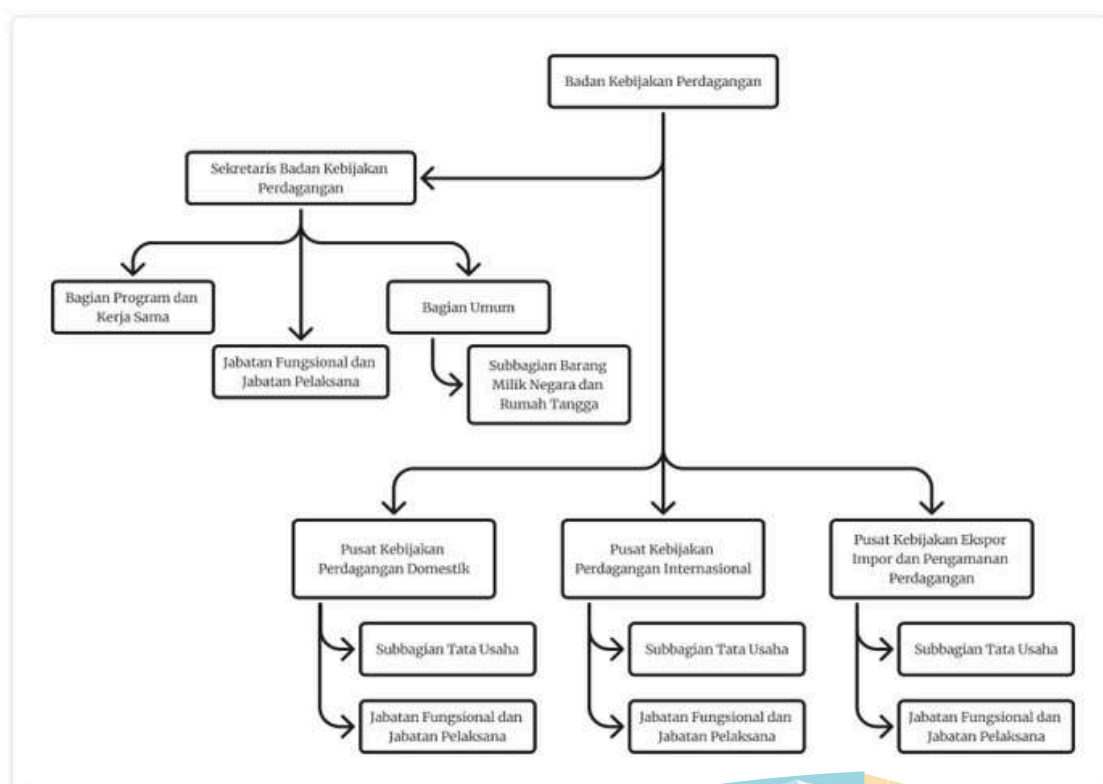 Badan Kebijakan Perdagangan
Sekretaris Badan Kebijakan
Perdagangan
Bagian Program dan
Kerja Sama
Bagian Umum
Jabatan Fungsional dan
Jabatan Pelaksana
Subbagian Barang
Milik Negara dan
Rumah Tangga
Pusat Kebijakan
Perdagangan Domestik
Pusat Kebijakan
Perdagangan Internasional
Pusat Kebijakan Ekspor
Impor dan Pengamanan
Perdagangan
Subbagian Tata Usaha
Subbagian Tata Usaha
Subbagian Tata Usaha
Jabatan Fungsional dan
Jabatan Pelaksana
Jabatan Fungsional dan
Jabatan Pelaksana
Jabatan Fungsional dan
Jabatan Pelaksana